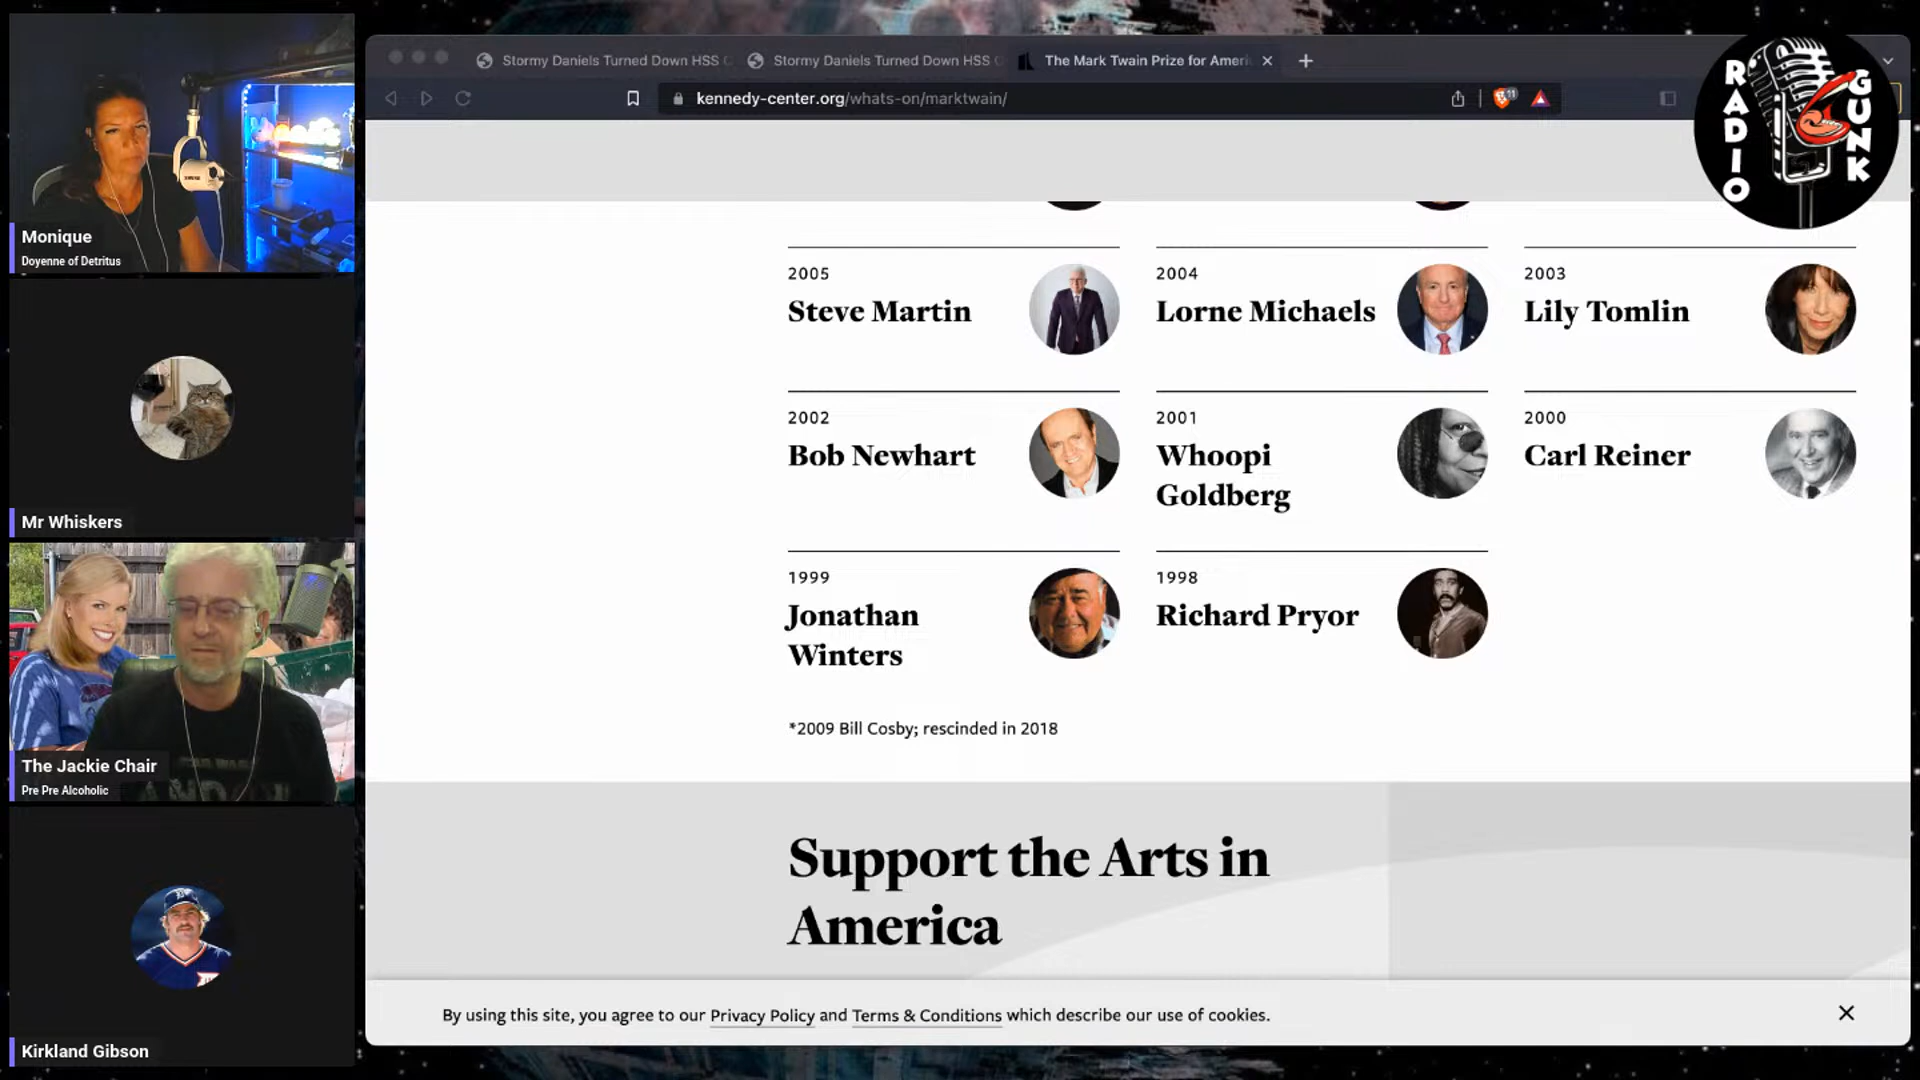 Stormy Daniels Turned Down HSS C
Stormy Daniels Turned Down HSS C
The Mark Twain Prize for Ameri
kennedy-center.org/whats-on/marktwain/
11
RADIO
GUNK
Monique
Doyenne of Detritus
Mr Whiskers
The Jackie Chair
Pre Pre Alcoholic
Kirkland Gibson
2005
Steve Martin
2004
Lorne Michaels
2003
Lily Tomlin
2002
Bob Newhart
2001
Whoopi
Goldberg
2000
Carl Reiner
1999
Jonathan
Winters
1998
Richard Pryor
*2009 Bill Cosby; rescinded in 2018
Support the Arts in
America
By using this site, you agree to our Privacy Policy and Terms & Conditions which describe our use of cookies.